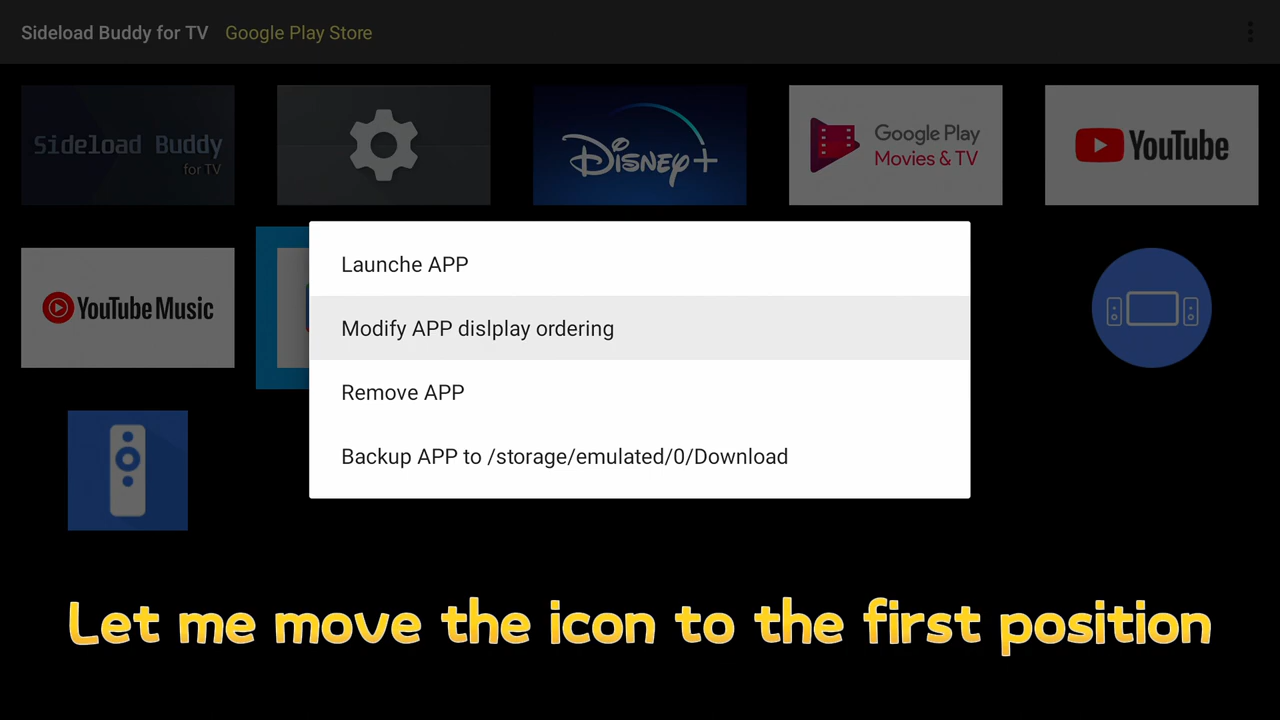 Sideload Buddy for TV Google Play Store
Sideload Buddy
for TV
Disney+
Google Play
Movies & TV
YouTube
YouTube Music
Launche APP
Modify APP dislplay ordering
Remove APP
Backup APP to /storage/emulated/0/Download
Let me move the icon to the first position